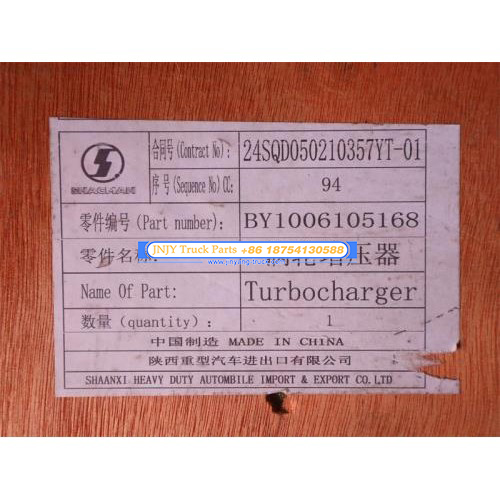 合同号(Contract No): 24SQD050210357YT-01
序号(Sequence No)CC: 94
SHACMAN
零件编号(Part number): BY1006105168
JNJY Truck Parts +86 18754130588
零件名称 压器
Name Of Part: Turbocharger
数量(quantity): 1
中国制造 MADE IN CHINA
陕西重型汽车进出口有限公司
SHAANXI HEAVY DUTY AUTOMBILE IMPORT & EXPORT CO.,LTD